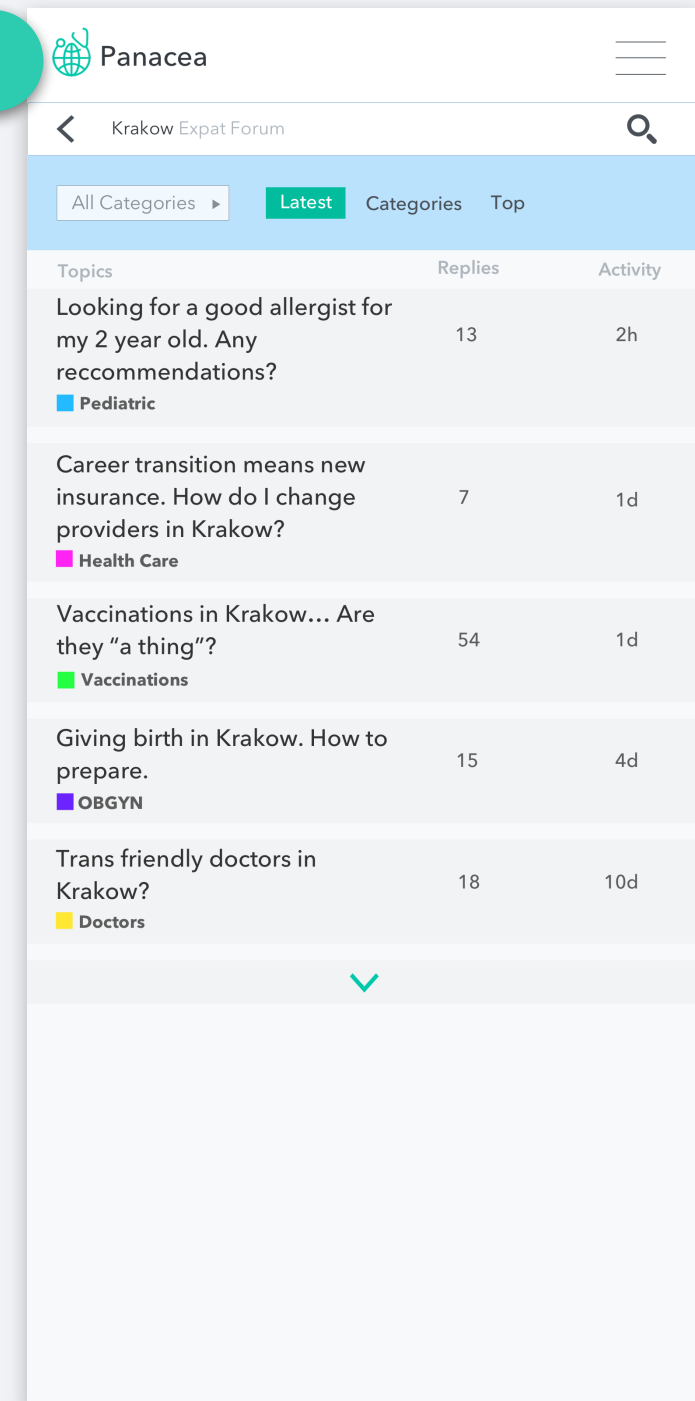 Panacea
Krakow Expat Forum
All Categories Latest Categories Top
Topics Replies Activity
Looking for a good allergist for
my 2 year old. Any
reccommendations?
13 2h
Pediatric
Career transition means new
insurance. How do I change
providers in Krakow?
7 1d
Health Care
Vaccinations in Krakow... Are
they “a thing”?
54 1d
Vaccinations
Giving birth in Krakow. How to
prepare.
15 4d
OBGYN
Trans friendly doctors in
Krakow?
18 10d
Doctors